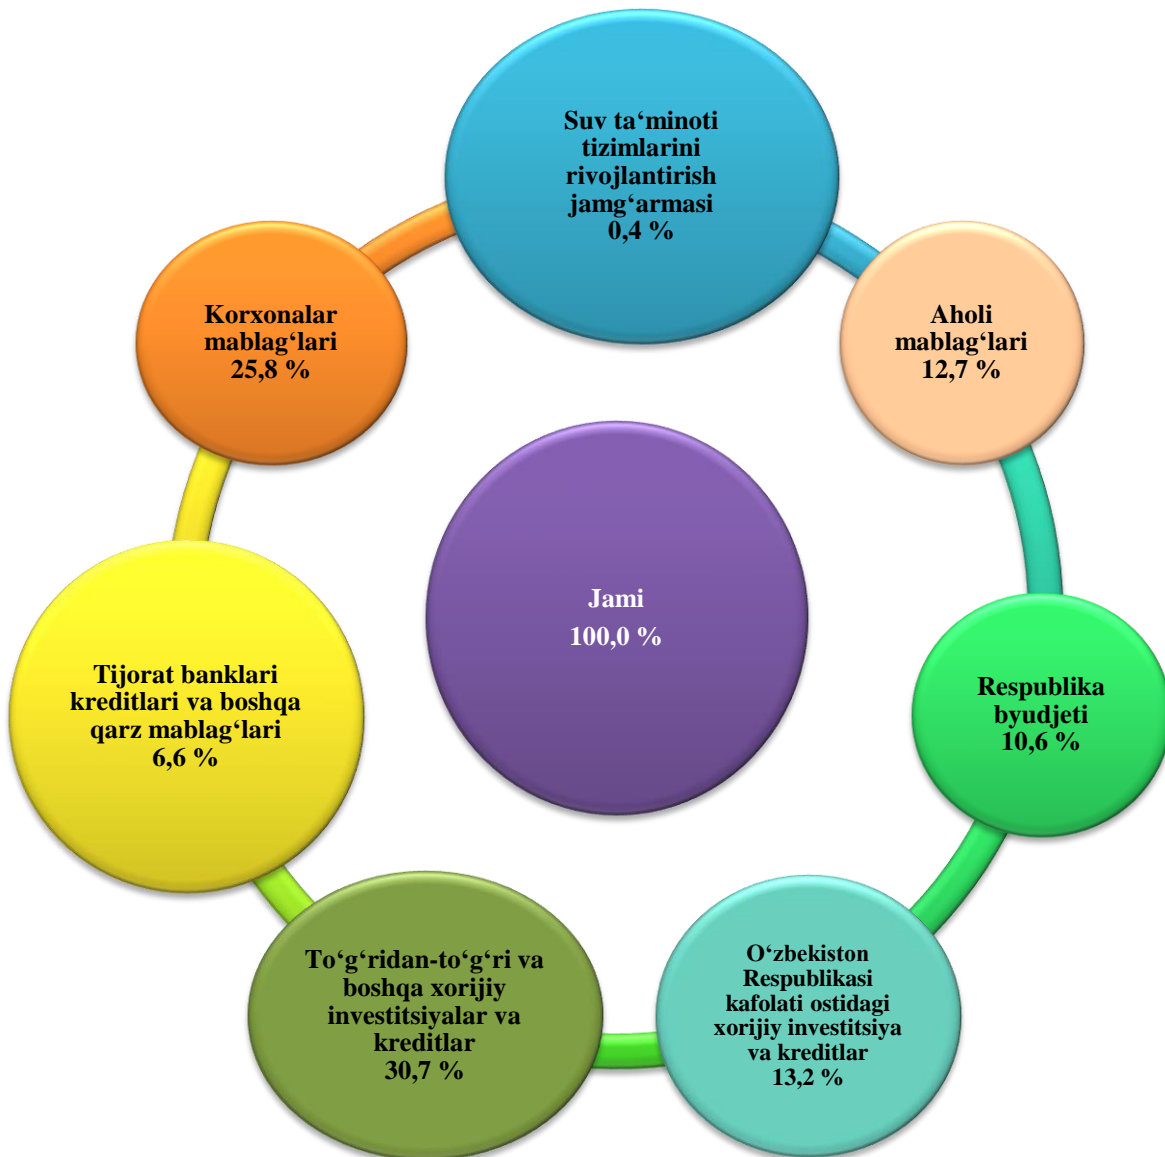 Suv ta‘minoti
tizimlarini
rivojlantirish
jamg‘armasi
0,4 %
Aholi
mablag‘lari
12,7 %
Respublika
byudjeti
10,6 %
O‘zbekiston
Respublikasi
kafolati ostidagi
xorijiy investitsiya
va kreditlar
13,2 %
To‘g‘ridan-to‘g‘ri va
boshqa xorijiy
investitsiyalar va
kreditlar
30,7 %
Tijorat banklari
kreditlari va boshqa
qarz mablag‘lari
6,6 %
Korxonalar
mablag‘lari
25,8 %
Jami
100,0 %